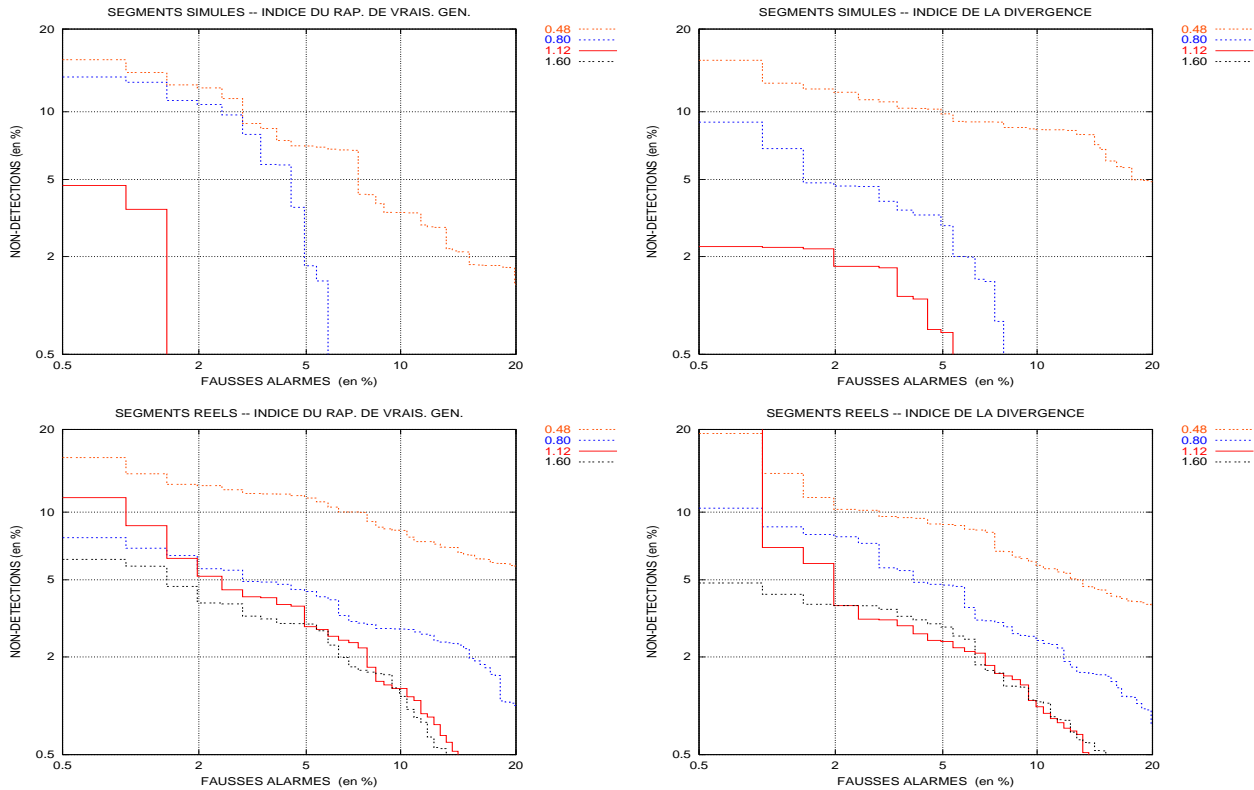 SEGMENTS SIMULES -- INDICE DU RAP. DE VRAIS. GEN.
0.48
0.80
1.12
1.60
20
10
5
2
0.5
NON-DETECTIONS (en %)
0.5 2 5 10 20
FAUSSES ALARMES (en %)
SEGMENTS SIMULES -- INDICE DE LA DIVERGENCE
0.48
0.80
1.12
1.60
20
10
5
2
0.5
NON-DETECTIONS (en %)
0.5 2 5 10 20
FAUSSES ALARMES (en %)
SEGMENTS REELS -- INDICE DU RAP. DE VRAIS. GEN.
0.48
0.80
1.12
1.60
20
10
5
2
0.5
NON-DETECTIONS (en %)
0.5 2 5 10 20
FAUSSES ALARMES (en %)
SEGMENTS REELS -- INDICE DE LA DIVERGENCE
0.48
0.80
1.12
1.60
20
10
5
2
0.5
NON-DETECTIONS (en %)
0.5 2 5 10 20
FAUSSES ALARMES (en %)